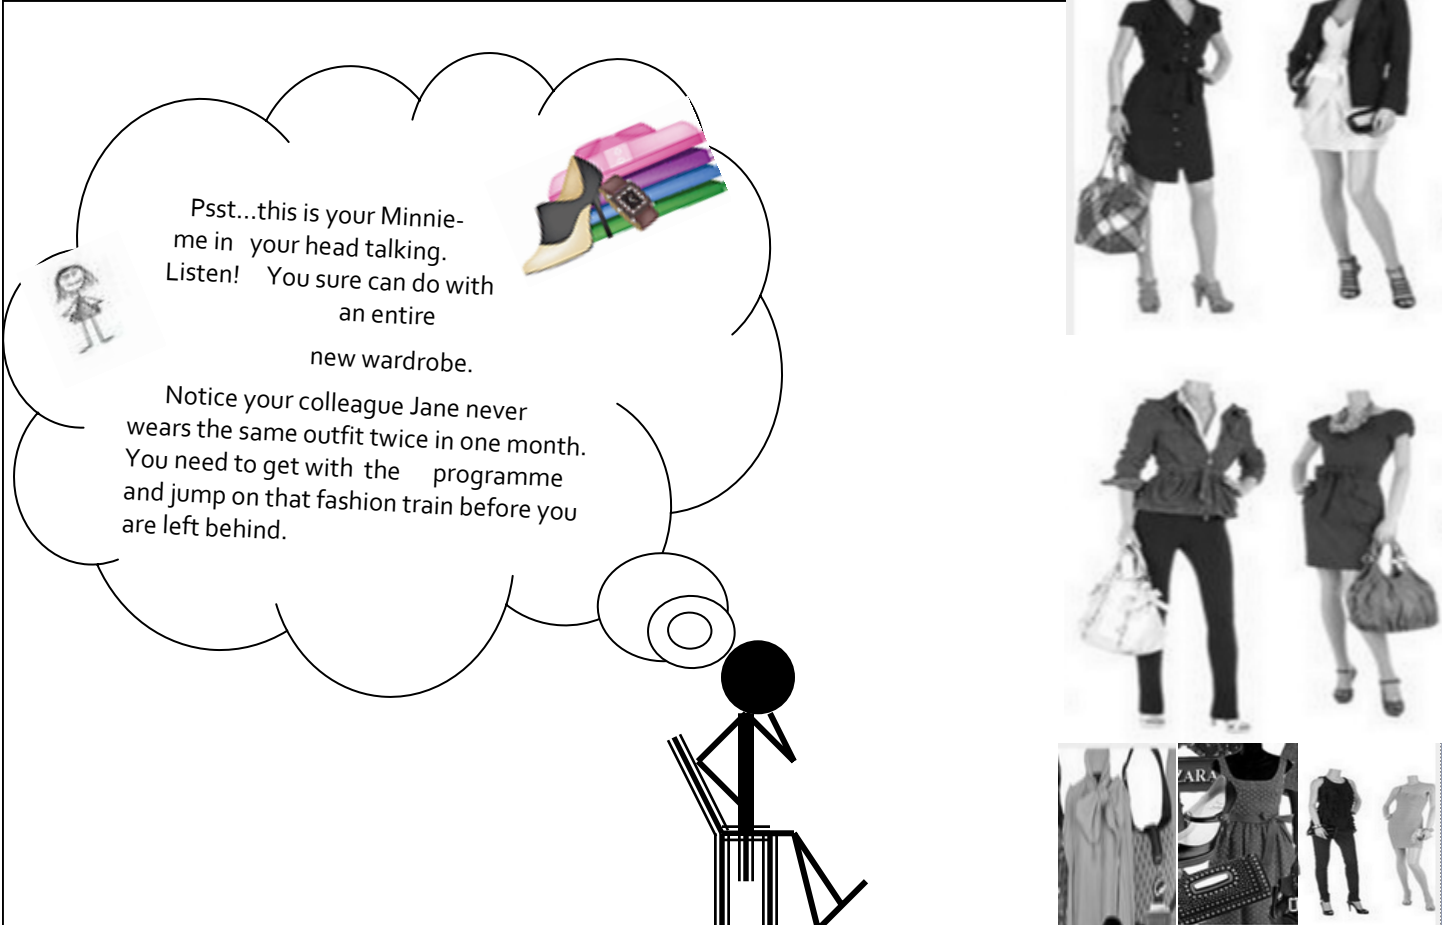 Psst...this is your Minnie-
me in your head talking.
Listen! You sure can do with
an entire
new wardrobe.
Notice your colleague Jane never
wears the same outfit twice in one month.
You need to get with the programme
and jump on that fashion train before you
are left behind.
ZARA